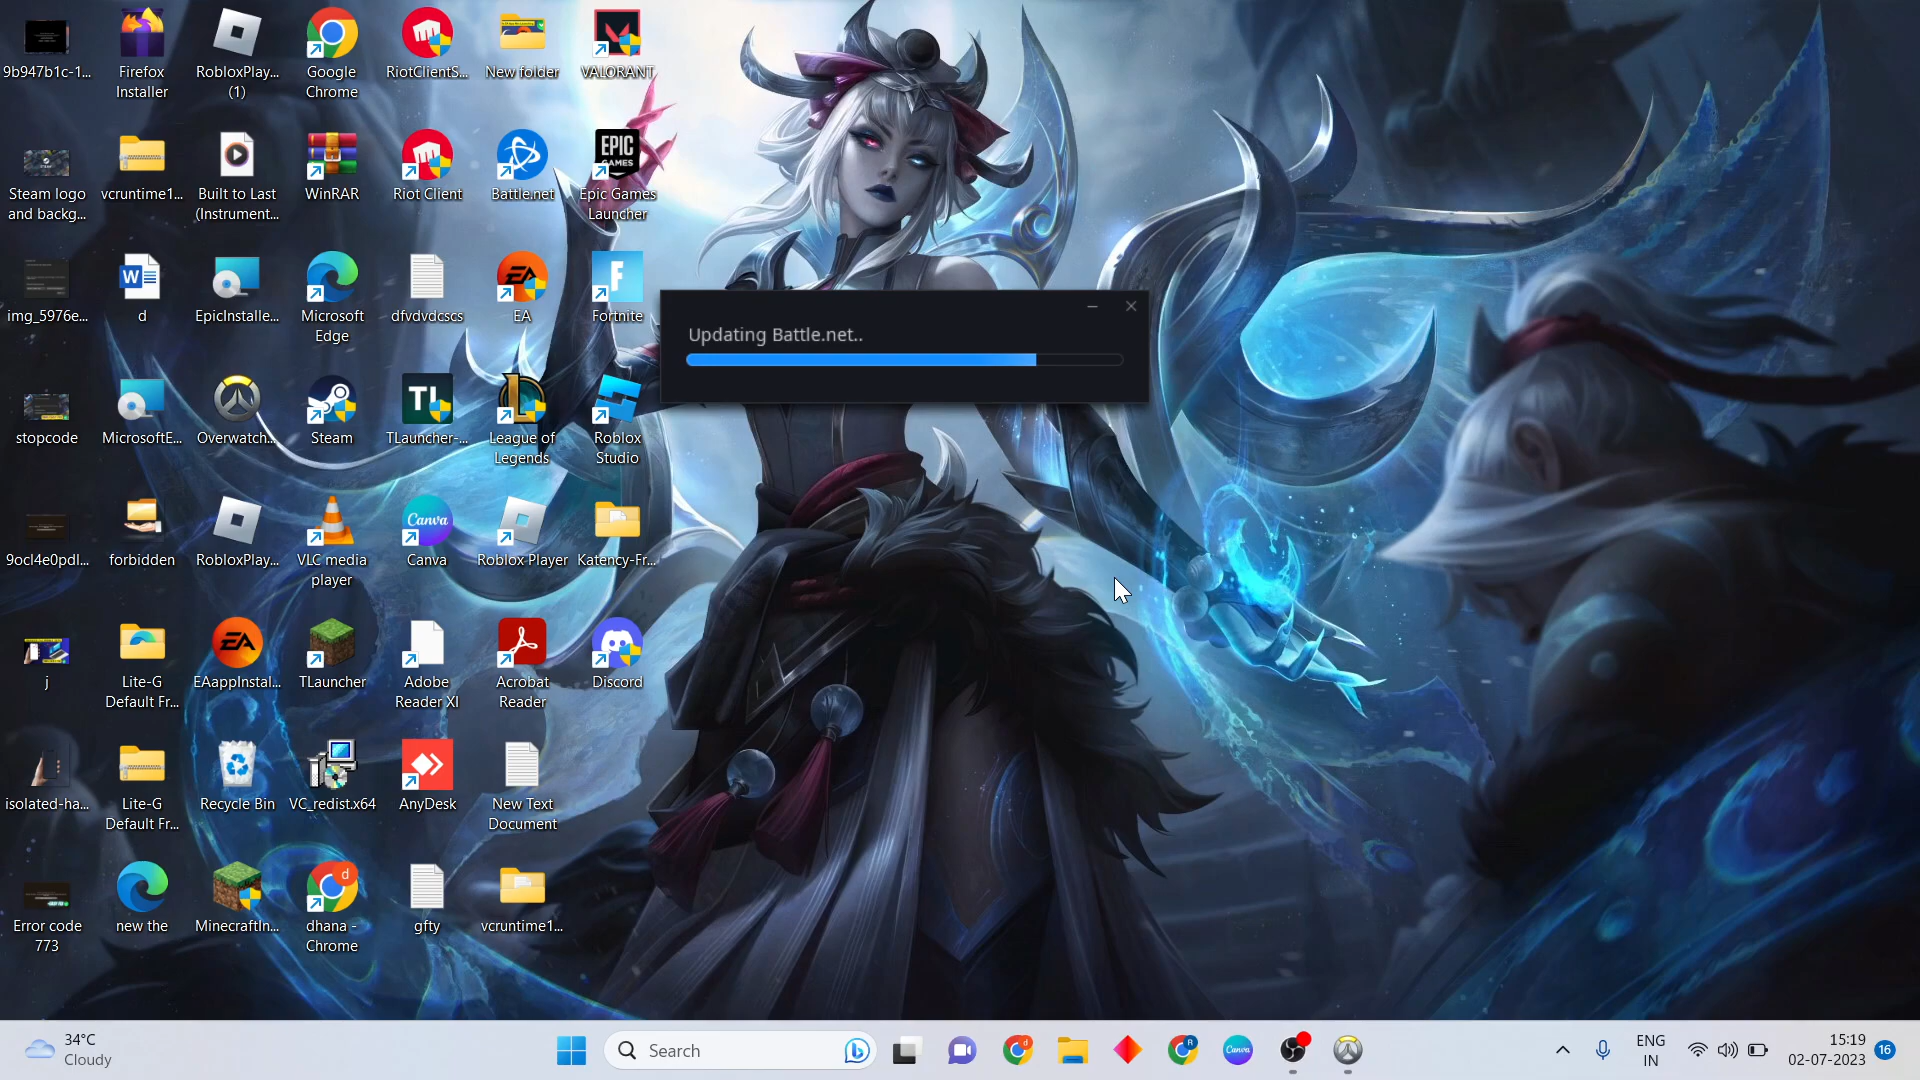 9b947b1c-1...
Firefox
Installer
RobloxPlay...
(1)
Google
Chrome
RiotClientS...
New folder
VALORANT
Steam logo
and backg...
vcruntime1...
Built to Last
(Instrument...
WinRAR
Riot Client
Battle.net
EPIC
GAMES
Epic Games
Launcher
img_5976e...
W
d
EpicInstalle...
Microsoft
Edge
dfvdvdcscs
EA
EA
F
Fortnite
Updating Battle.net..
stopcode
MicrosoftE...
Overwatch...
Steam
TL
TLauncher-...
League of
Legends
Roblox
Studio
9ocl4e0pdl...
forbidden
RobloxPlay...
VLC media
player
Canva
Canva
Roblox Player
Katency-Fr...
j
Lite-G
Default Fr...
EA
EAappInstal...
TLauncher
Adobe
Reader XI
Acrobat
Reader
Discord
isolated-ha...
Lite-G
Default Fr...
Recycle Bin
VC_redist.x64
AnyDesk
New Text
Document
Error code
773
new the
MinecraftIn...
d
dhana -
Chrome
gfty
vcruntime1...
34°C
Cloudy
Search
d
R
Canva
ENG
IN
15:19
02-07-2023
16